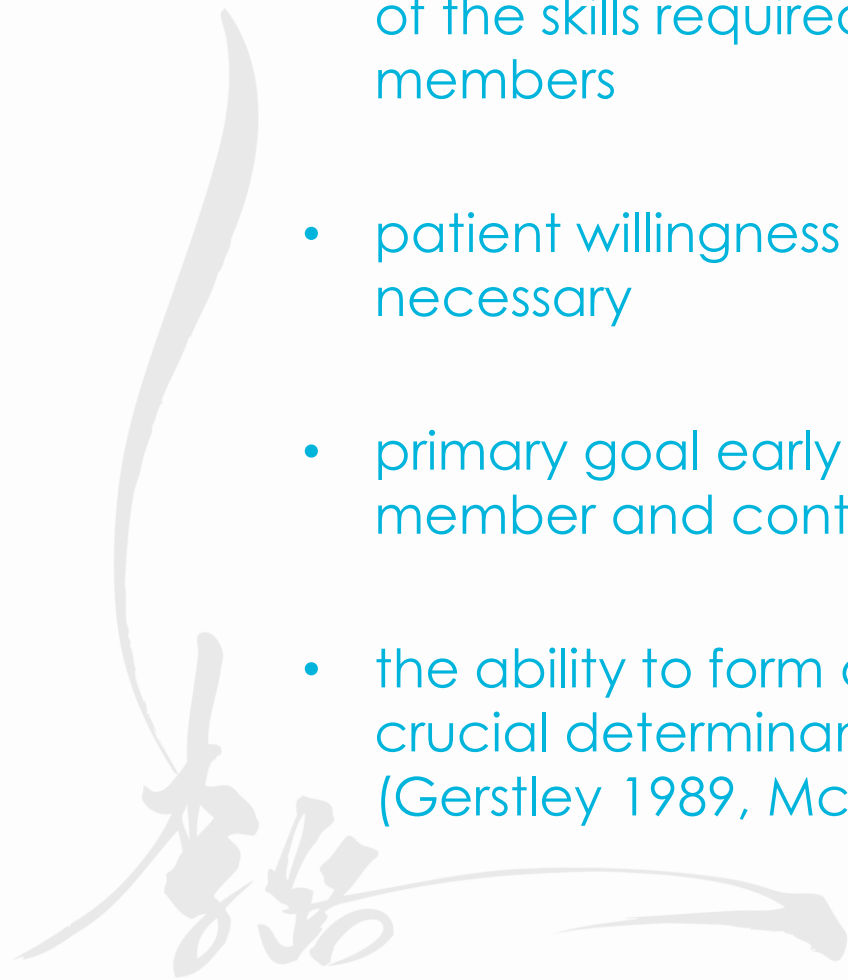 of the skills required
members
• patient willingness
necessary
• primary goal early
member and cont
• the ability to form
crucial determinan
(Gerstley 1989, Mc